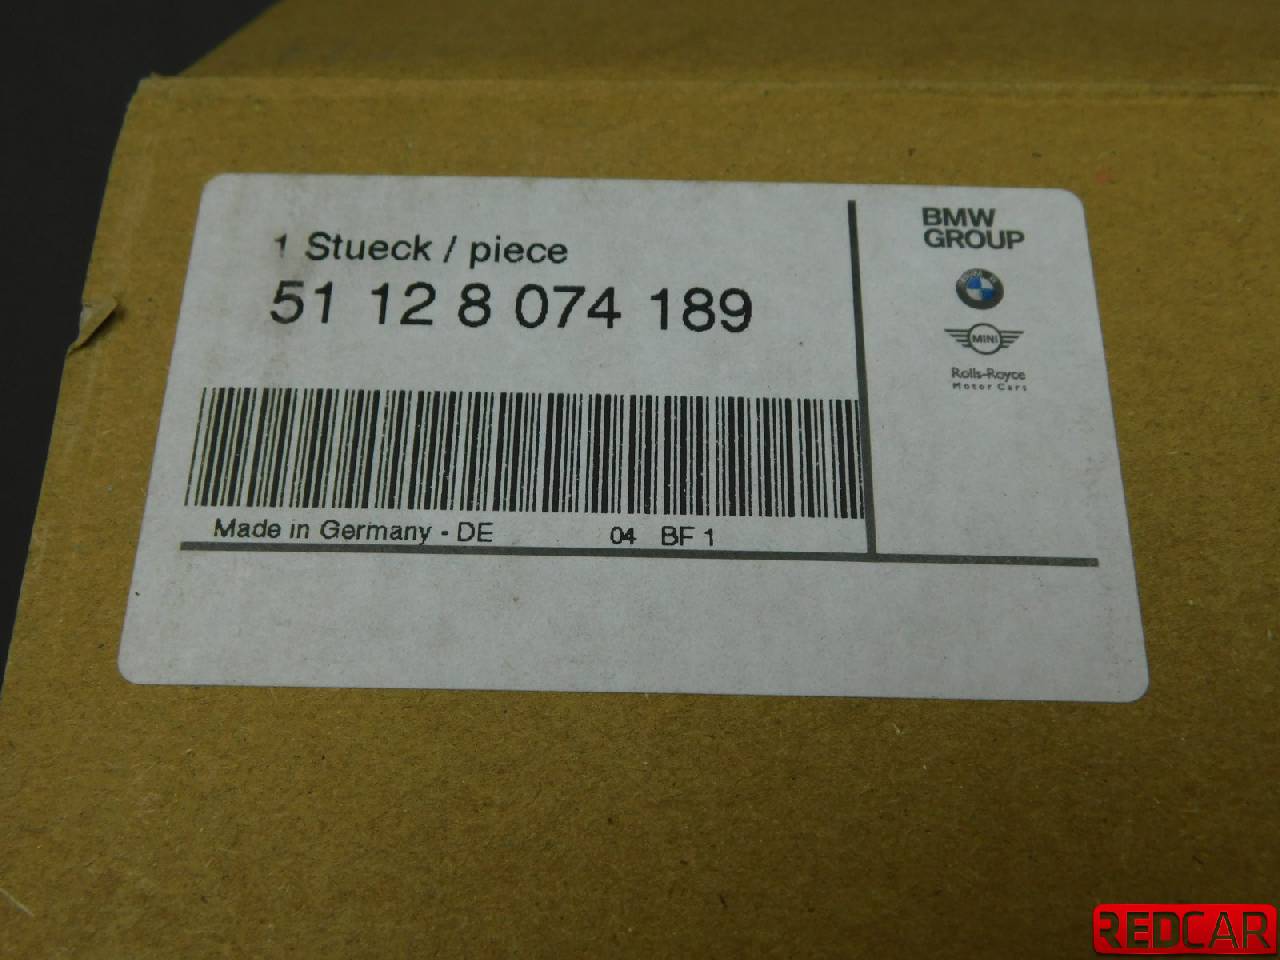 1 Stueck / piece
51 12 8 074 189
Made in Germany - DE 04 BF 1
BMW
GROUP
MINI
Rolls-Royce
Motor Cars
REDCAR